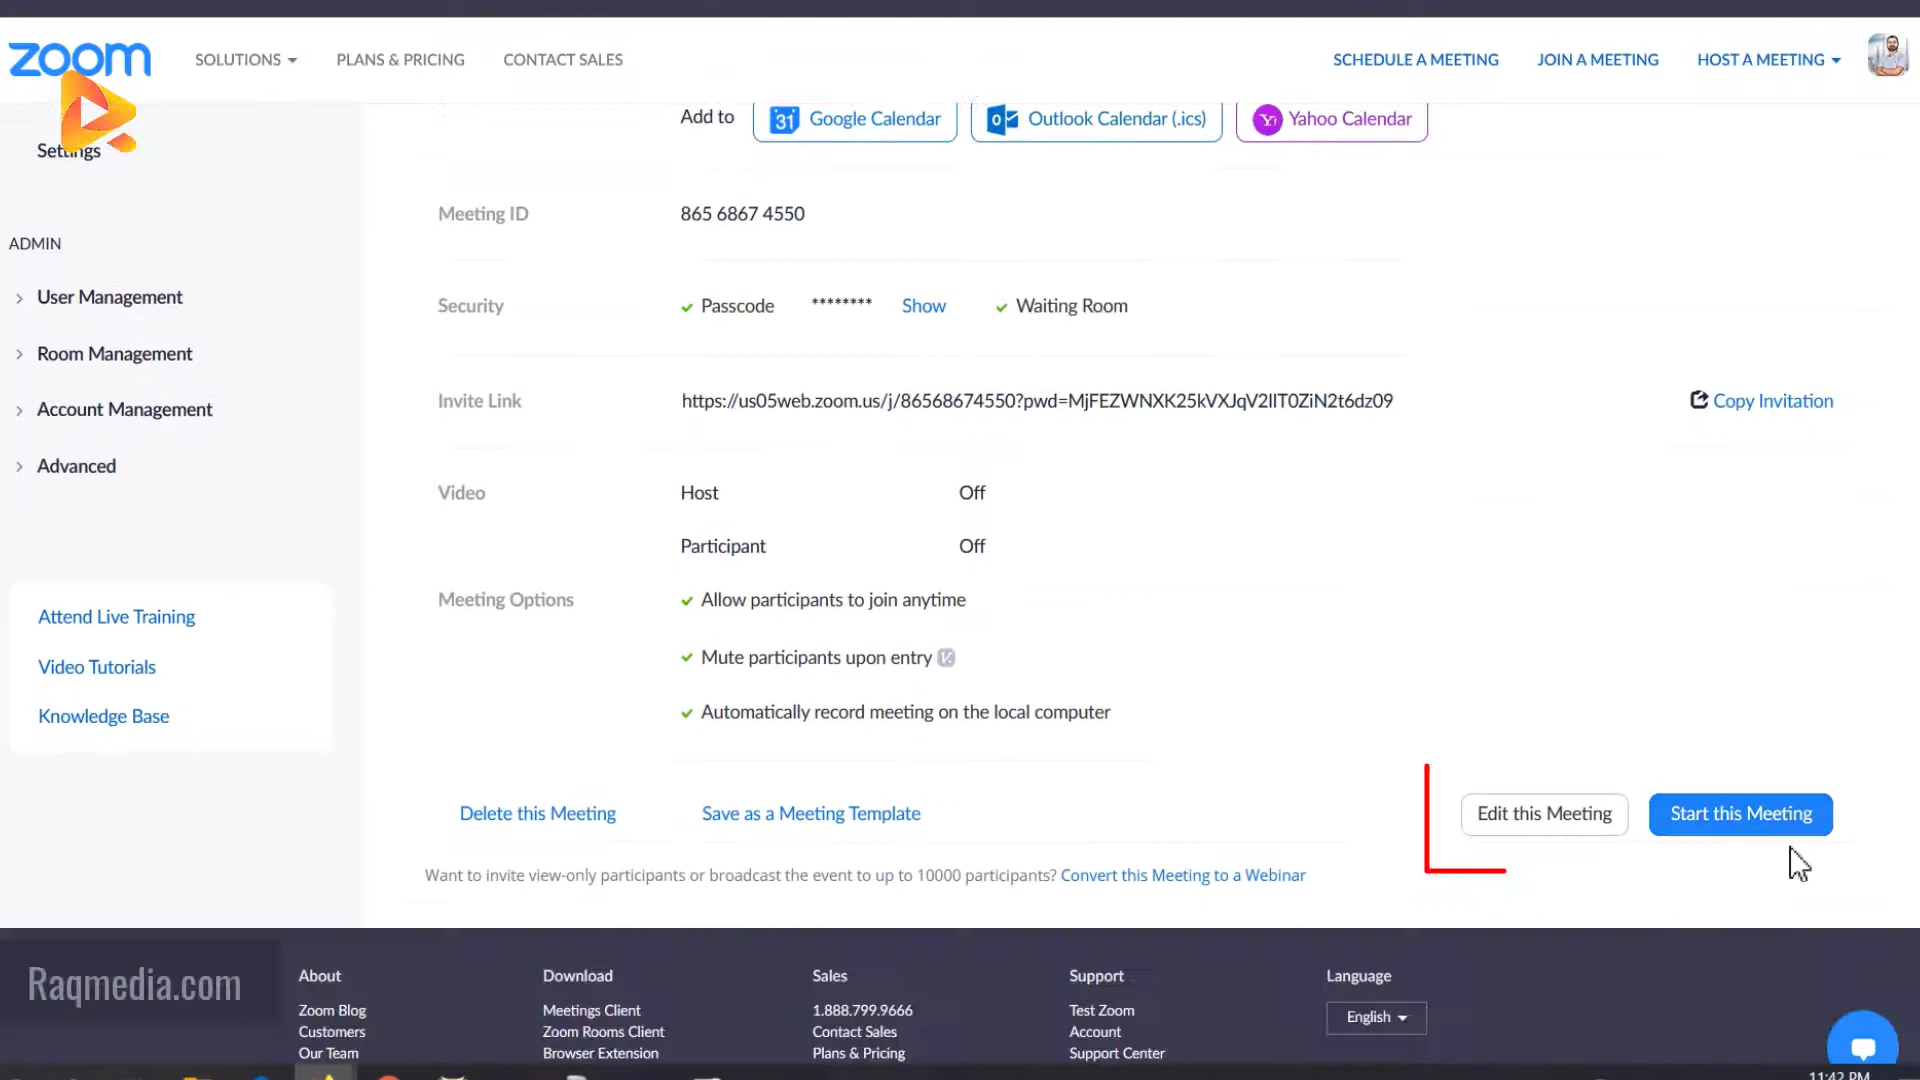 zoom
SOLUTIONS
PLANS & PRICING
CONTACT SALES
SCHEDULE A MEETING
JOIN A MEETING
HOST A MEETING
Settings
Add to
31 Google Calendar
Outlook Calendar (.ics)
Yahoo Calendar
Meeting ID
865 6867 4550
ADMIN
User Management
Room Management
Account Management
Advanced
Security
Passcode
********
Show
Waiting Room
Invite Link
https://us05web.zoom.us/j/86568674550?pwd=MjFEZWNXK25kVXJqV2llT0ZiN2t6dz09
Copy Invitation
Video
Host
Off
Participant
Off
Attend Live Training
Video Tutorials
Knowledge Base
Meeting Options
Allow participants to join anytime
Mute participants upon entry
Automatically record meeting on the local computer
Delete this Meeting
Save as a Meeting Template
Edit this Meeting
Start this Meeting
Want to invite view-only participants or broadcast the event to up to 10000 participants? Convert this Meeting to a Webinar
Raqmedia.com
About
Zoom Blog
Customers
Our Team
Download
Meetings Client
Zoom Rooms Client
Browser Extension
Sales
1.888.799.9666
Contact Sales
Plans & Pricing
Support
Test Zoom
Account
Support Center
Language
English
11:42 PM